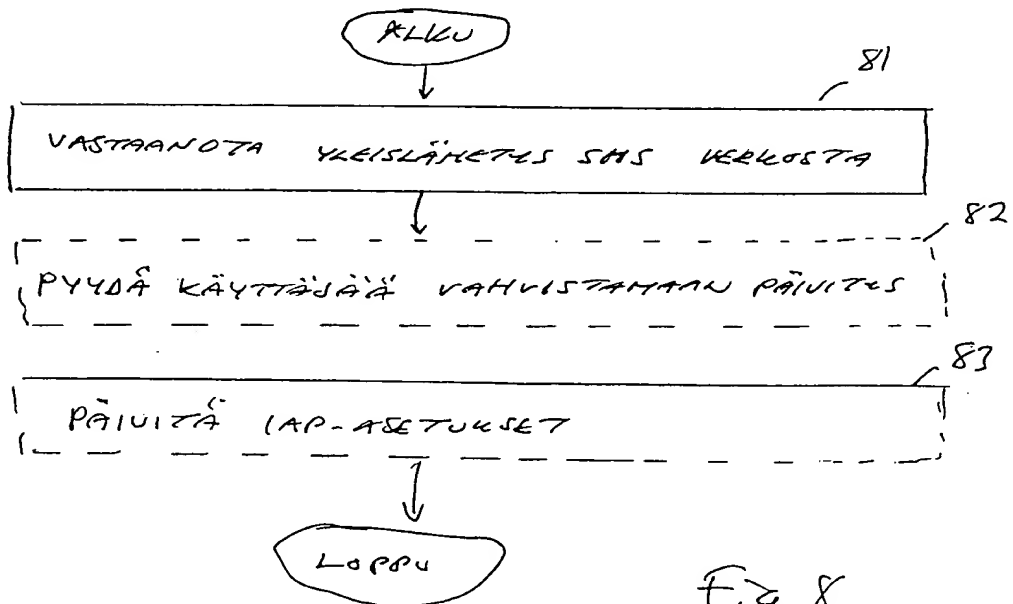 ALKU
81
VASTAANOTA YLEISLÄHETYS SMS VERKOSTA
82
PYYDÄ KÄYTTÄJÄÄ VAHVISTAMAAN PÄIVITYS
83
PÄIVITÄ IAP-ASETUKSET
LOPPU
Fig 8